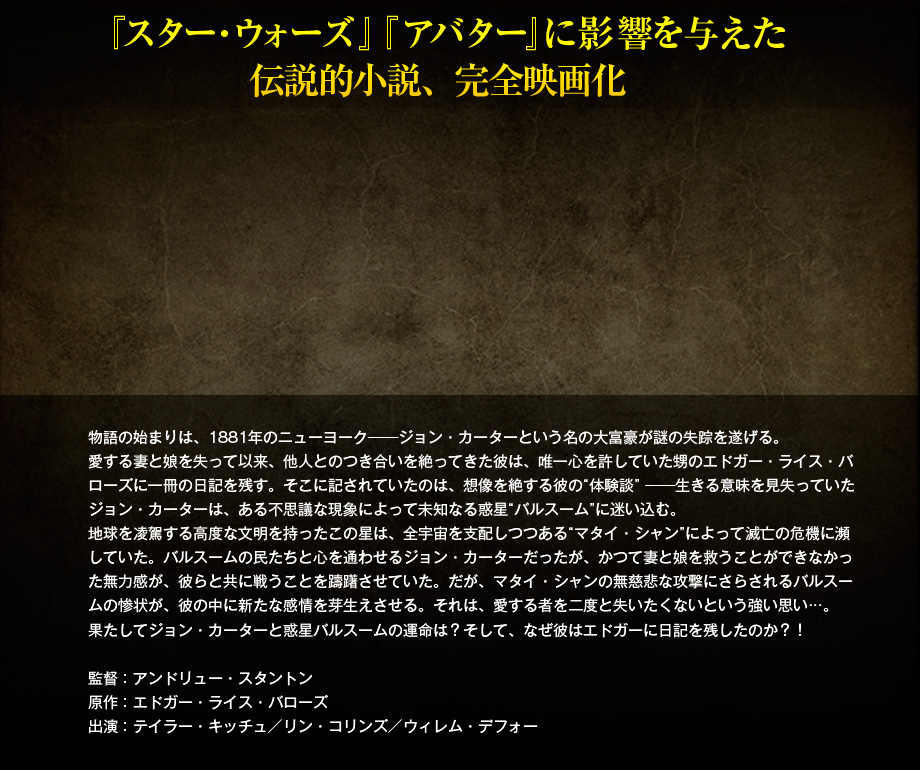 『スター・ウォーズ』『アバター』に影響を与えた
伝説的小説、完全映画化
物語の始まりは、1881年のニューヨーク──ジョン・カーターという名の大富豪が謎の失踪を遂げる。
愛する妻と娘を失って以来、他人とのつき合いを絶ってきた彼は、唯一心を許していた甥のエドガー・ライス・バ
ローズに一冊の日記を残す。そこに記されていたのは、想像を絶する彼の“体験談” ──生きる意味を見失っていた
ジョン・カーターは、ある不思議な現象によって未知なる惑星“バルスーム”に迷い込む。
地球を凌駕する高度な文明を持ったこの星は、全宇宙を支配しつつある“マタイ・シャン”によって滅亡の危機に瀕
していた。バルスームの民たちと心を通わせるジョン・カーターだったが、かつて妻と娘を救うことができなかっ
た無力感が、彼らと共に戦うことを躊躇させていた。だが、マタイ・シャンの無慈悲な攻撃にさらされるバルスー
ムの惨状が、彼の中に新たな感情を芽生えさせる。それは、愛する者を二度と失いたくないという強い思い…。
果たしてジョン・カーターと惑星バルスームの運命は？そして、なぜ彼はエドガーに日記を残したのか？！
監督：アンドリュー・スタントン
原作：エドガー・ライス・バローズ
出演：テイラー・キッチュ／リン・コリンズ／ウィレム・デフォー